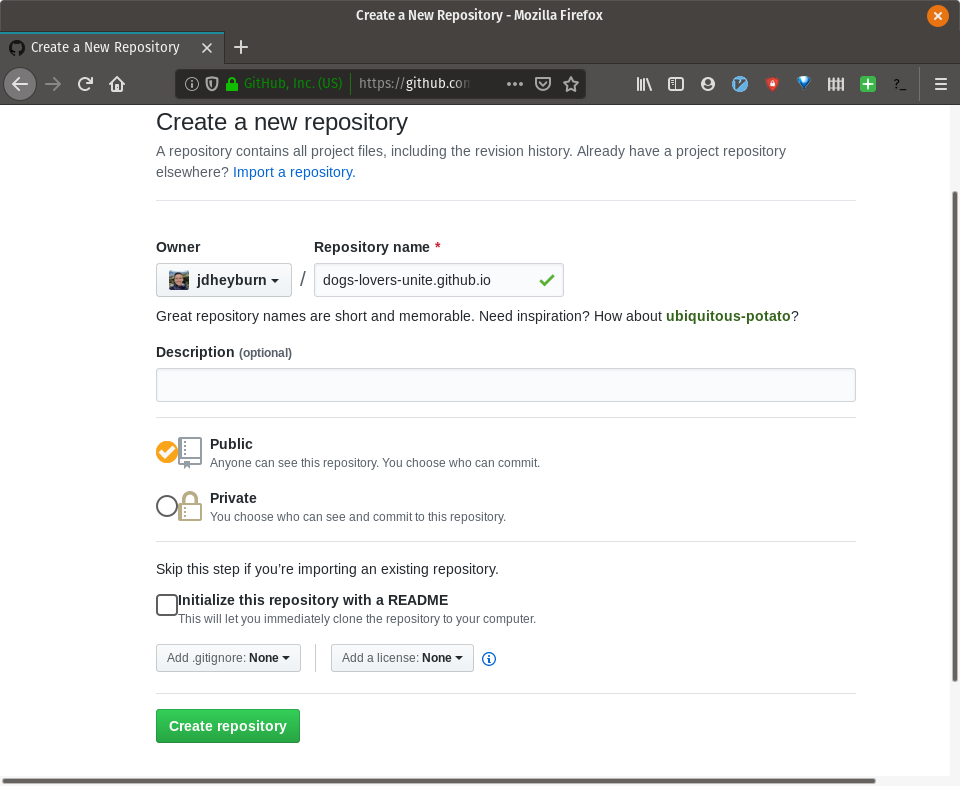 Create a New Repository - Mozilla Firefox
Create a New Repository
GitHub, Inc. (US)
https://github.con
?_
Create a new repository
A repository contains all project files, including the revision history. Already have a project repository
elsewhere? Import a repository.
Owner
Repository name *
jdheyburn
/
dogs-lovers-unite.github.io
Great repository names are short and memorable. Need inspiration? How about ubiquitous-potato?
Description (optional)
Public
Anyone can see this repository. You choose who can commit.
Private
You choose who can see and commit to this repository.
Skip this step if you’re importing an existing repository.
Initialize this repository with a README
This will let you immediately clone the repository to your computer.
Add .gitignore: None
Add a license: None
Create repository